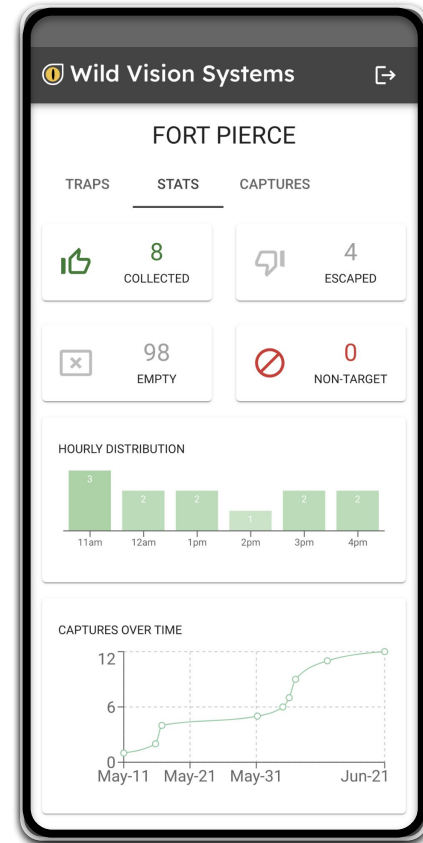 Wild Vision Systems
FORT PIERCE
TRAPS STATS CAPTURES
8
COLLECTED
4
ESCAPED
98
EMPTY
0
NON-TARGET
HOURLY DISTRIBUTION
3 2 2 1 2 2
11am 12am 1pm 2pm 3pm 4pm
CAPTURES OVER TIME
12
6
0
May-11 May-21 May-31 Jun-21